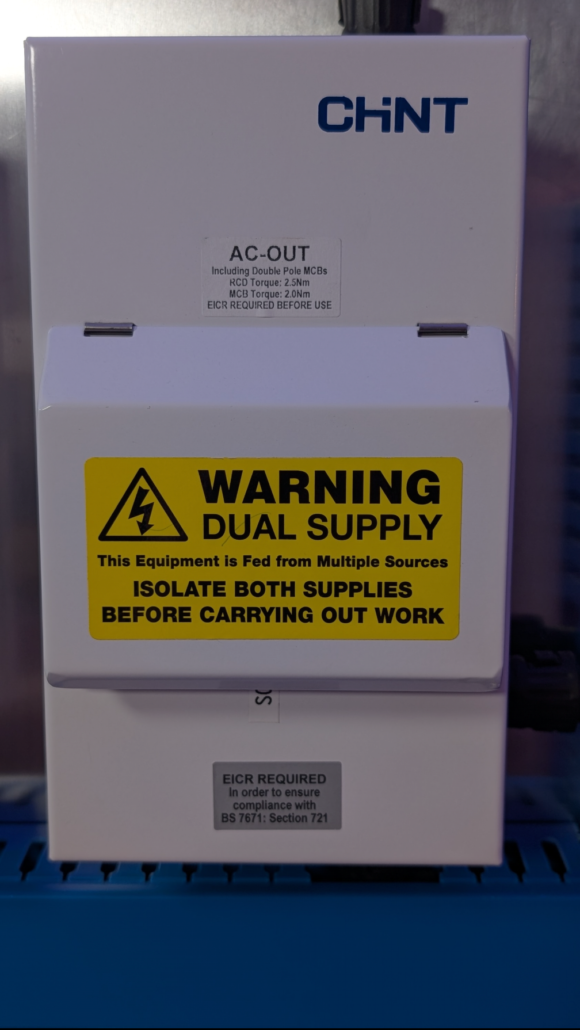 CHINT
AC-OUT
Including Double Pole MCBs
RCD Torque: 2.5Nm
MCB Torque: 2.0Nm
EICR REQUIRED BEFORE USE
WARNING
DUAL SUPPLY
This Equipment is Fed from Multiple Sources
ISOLATE BOTH SUPPLIES
BEFORE CARRYING OUT WORK
EICR REQUIRED
In order to ensure
compliance with
BS 7671: Section 721